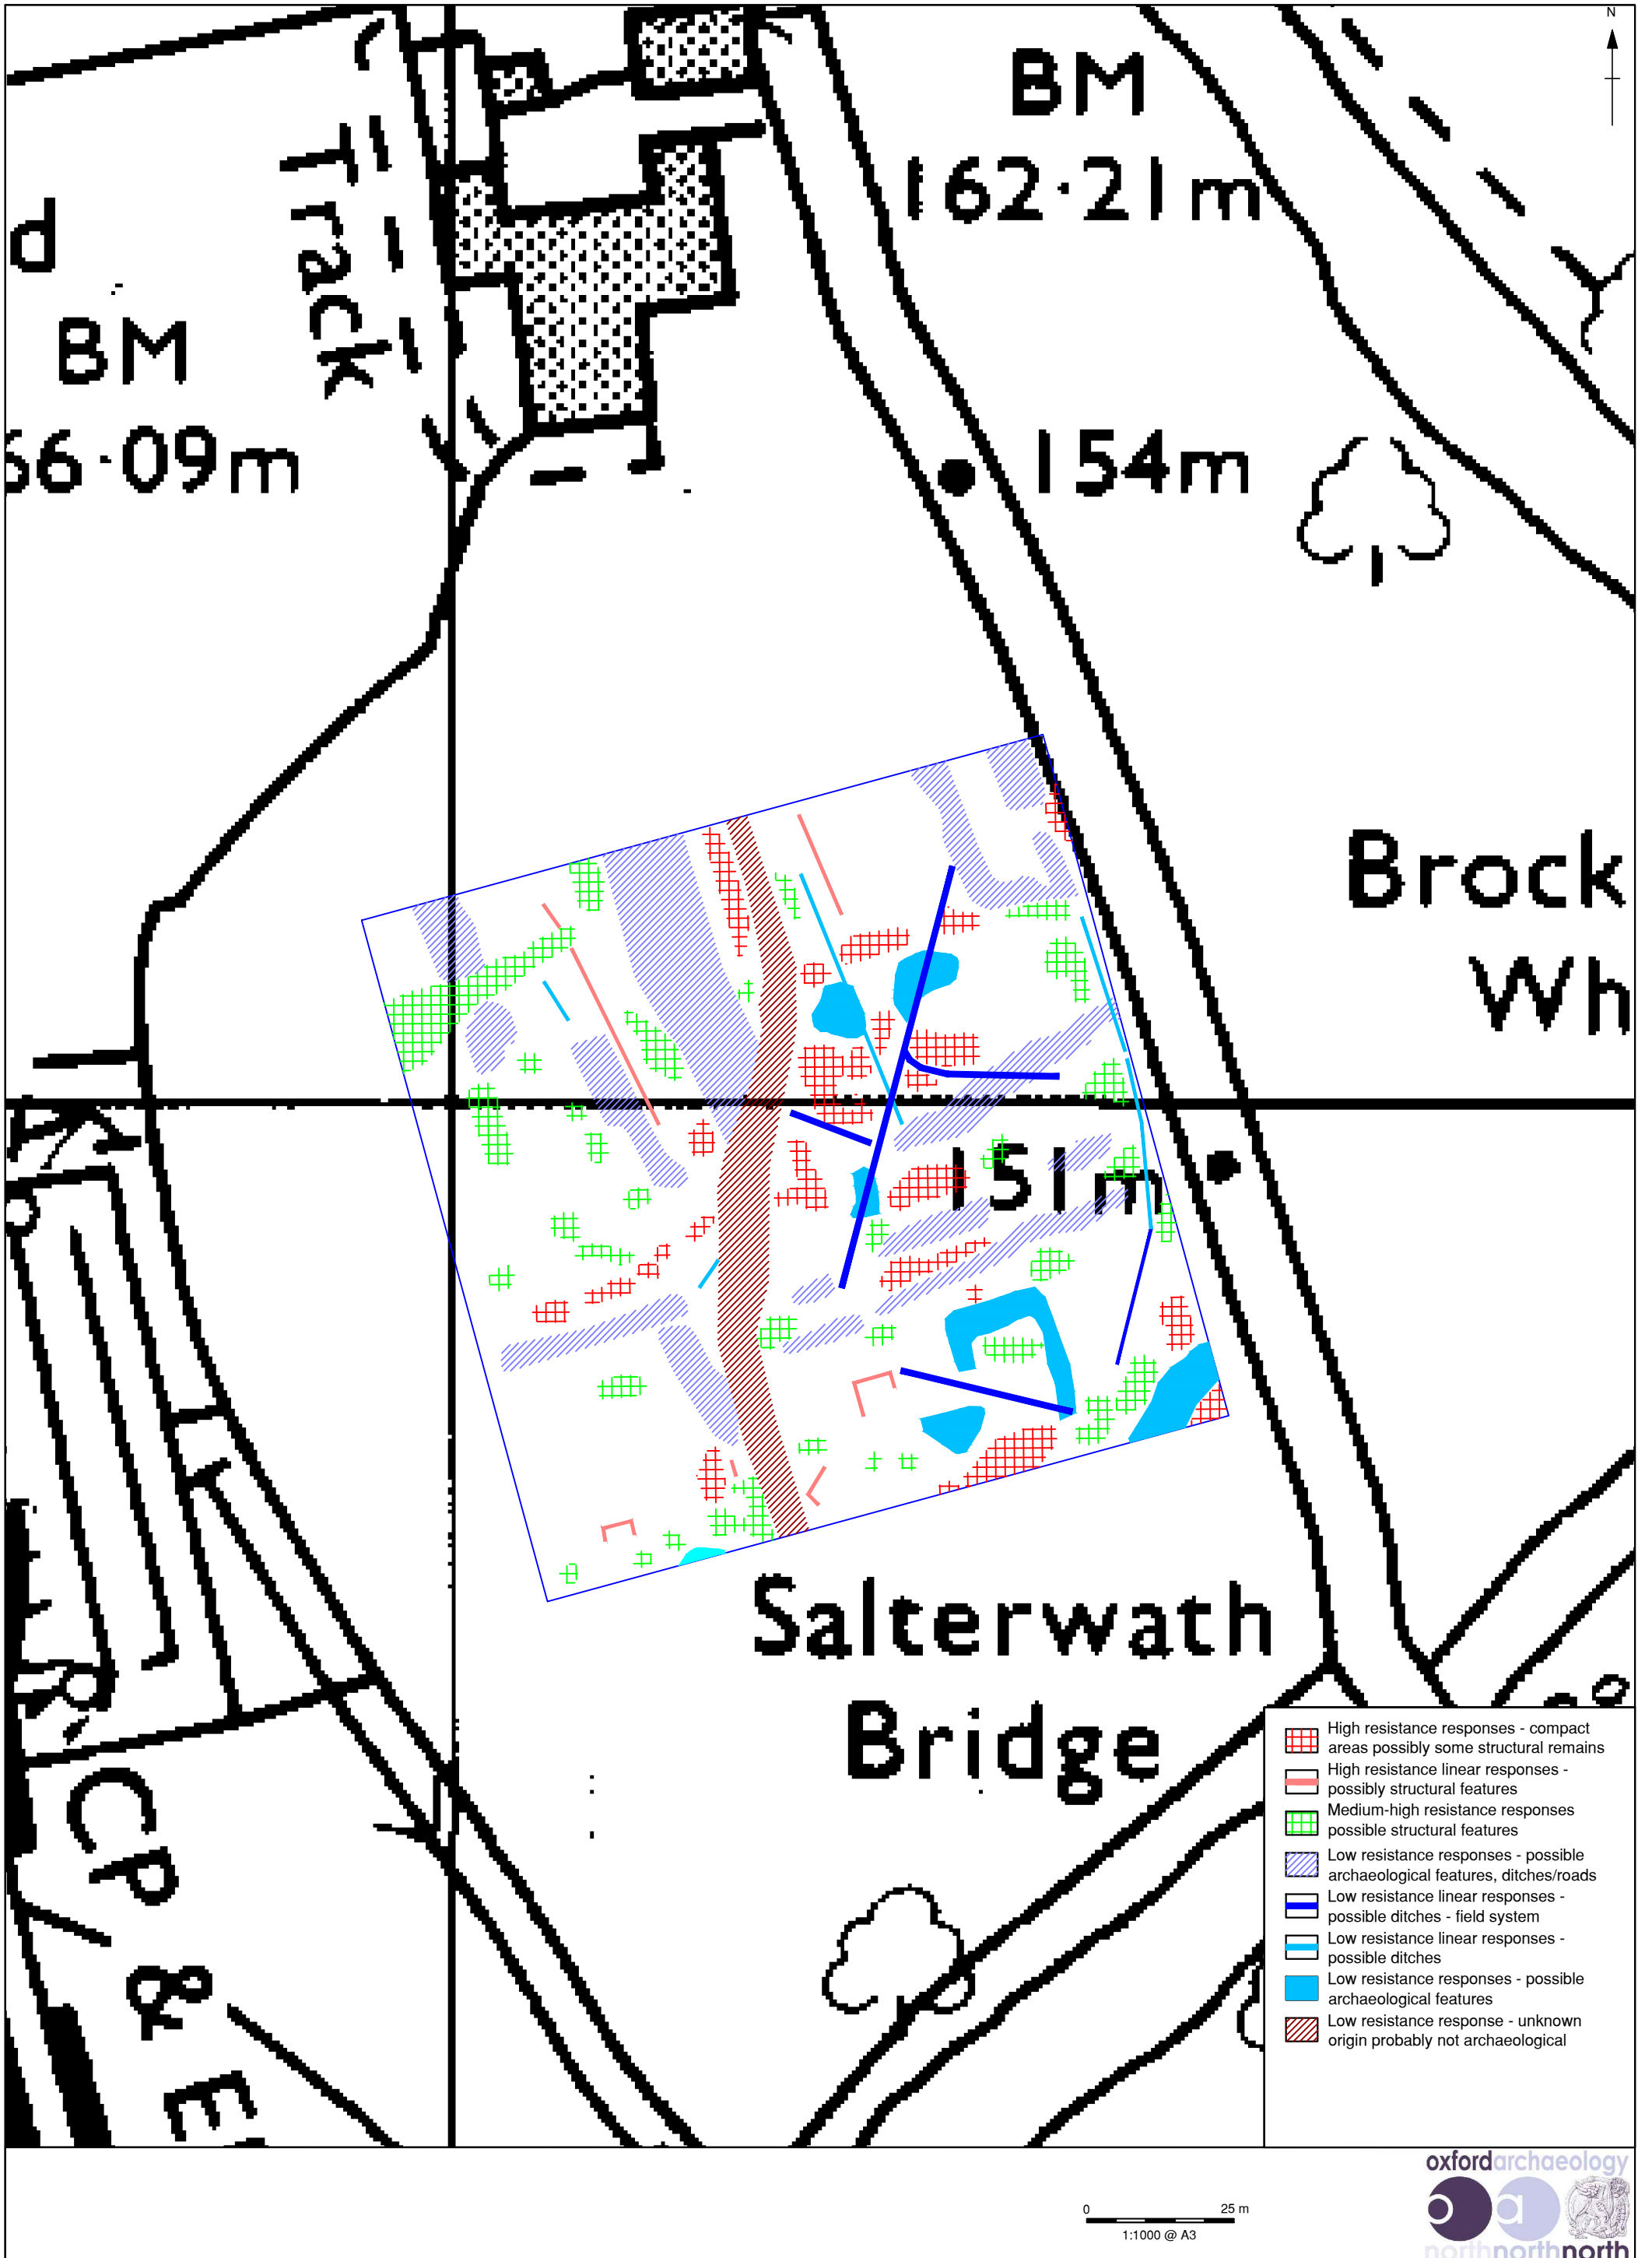 N
BM
162·21m
Track
d
BM
66·09m
154m
Brock
Wh
151m
Salterwath
Bridge
Cp & E
High resistance responses - compact
areas possibly some structural remains
High resistance linear responses -
possibly structural features
Medium-high resistance responses
possible structural features
Low resistance responses - possible
archaeological features, ditches/roads
Low resistance linear responses -
possible ditches - field system
Low resistance linear responses -
possible ditches
Low resistance responses - possible
archaeological features
Low resistance response - unknown
origin probably not archaeological
0 25 m
1:1000 @ A3
oxfordarchaeology
o a
northnorthnorth